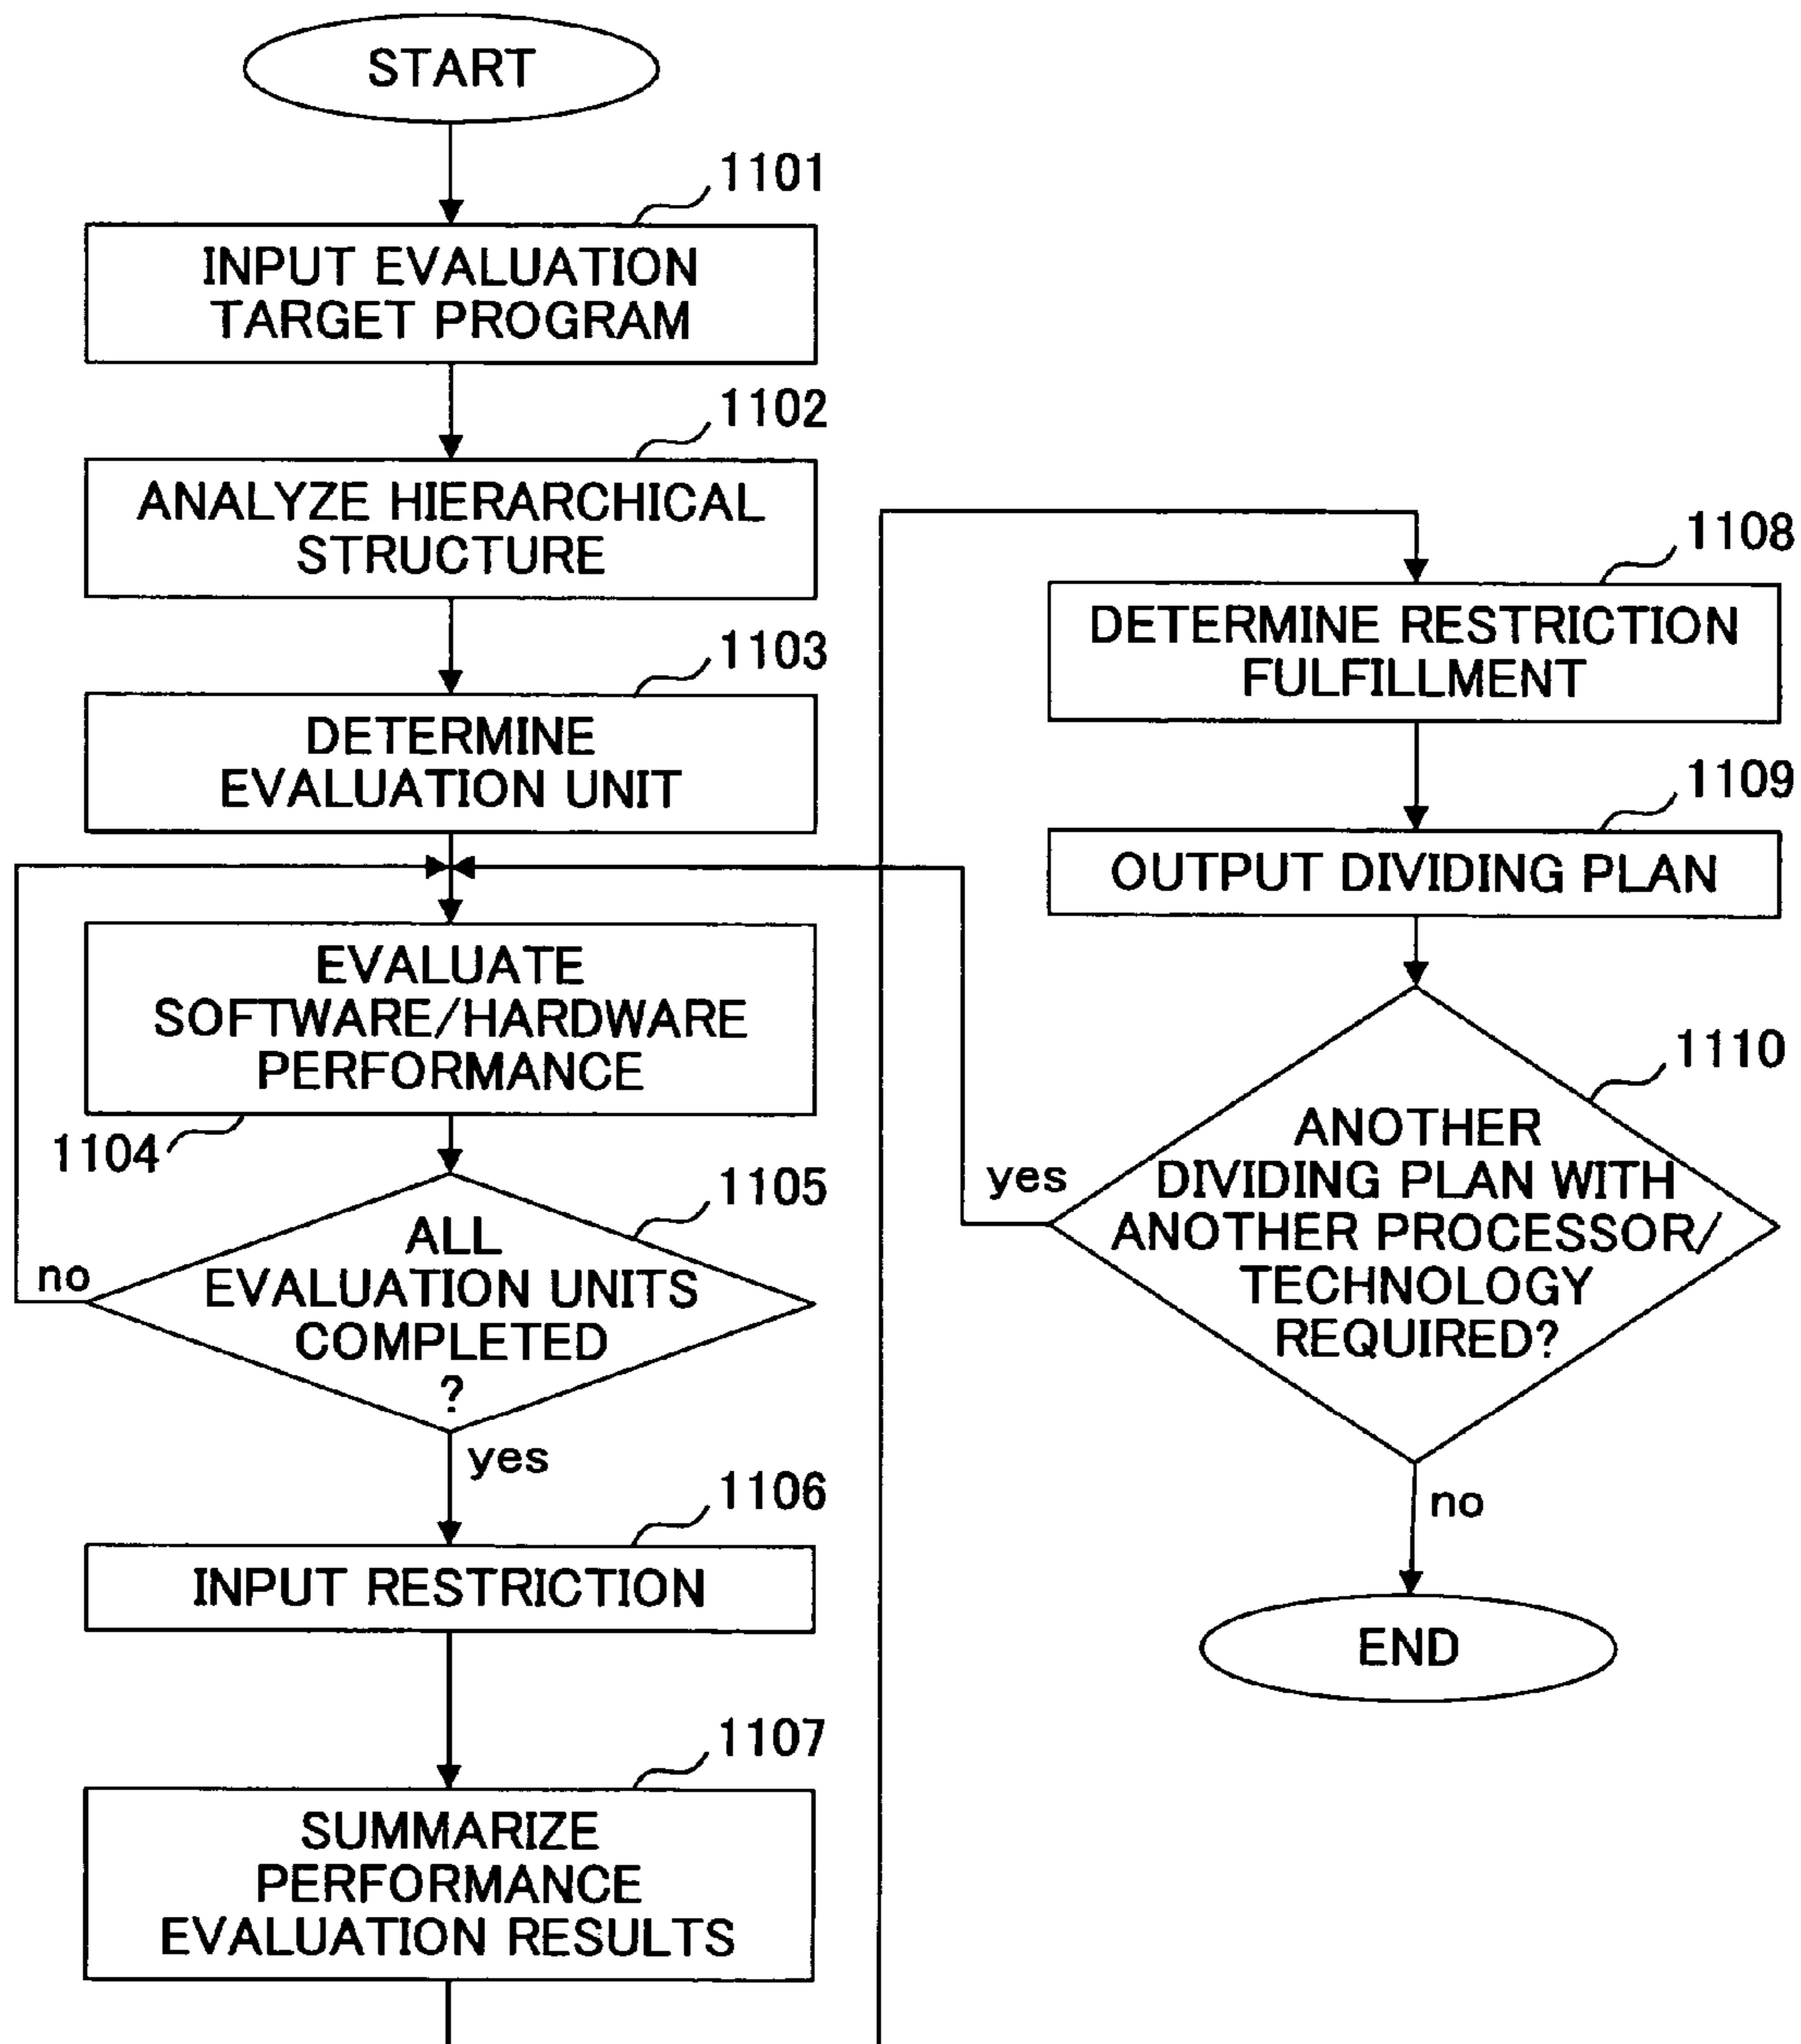 START
1101
INPUT EVALUATION
TARGET PROGRAM
1102
ANALYZE HIERARCHICAL
STRUCTURE
1103
DETERMINE
EVALUATION UNIT
EVALUATE
SOFTWARE/HARDWARE
PERFORMANCE
1104
1105
ALL
EVALUATION UNITS
COMPLETED
?
no
yes
1106
INPUT RESTRICTION
1107
SUMMARIZE
PERFORMANCE
EVALUATION RESULTS
1108
DETERMINE RESTRICTION
FULFILLMENT
1109
OUTPUT DIVIDING PLAN
1110
ANOTHER
DIVIDING PLAN WITH
ANOTHER PROCESSOR/
TECHNOLOGY
REQUIRED?
yes
no
END